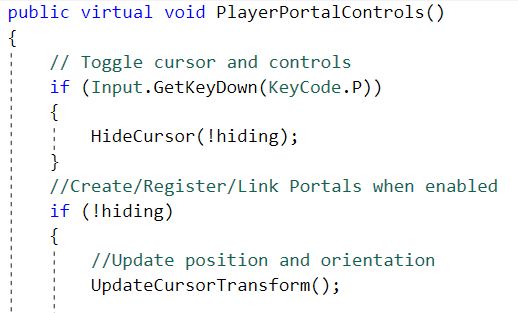 public virtual void PlayerPortalControls()
{
// Toggle cursor and controls
if (Input.GetKeyDown(KeyCode.P))
{
HideCursor(!hiding);
}
//Create/Register/Link Portals when enabled
if (!hiding)
{
//Update position and orientation
UpdateCursorTransform();